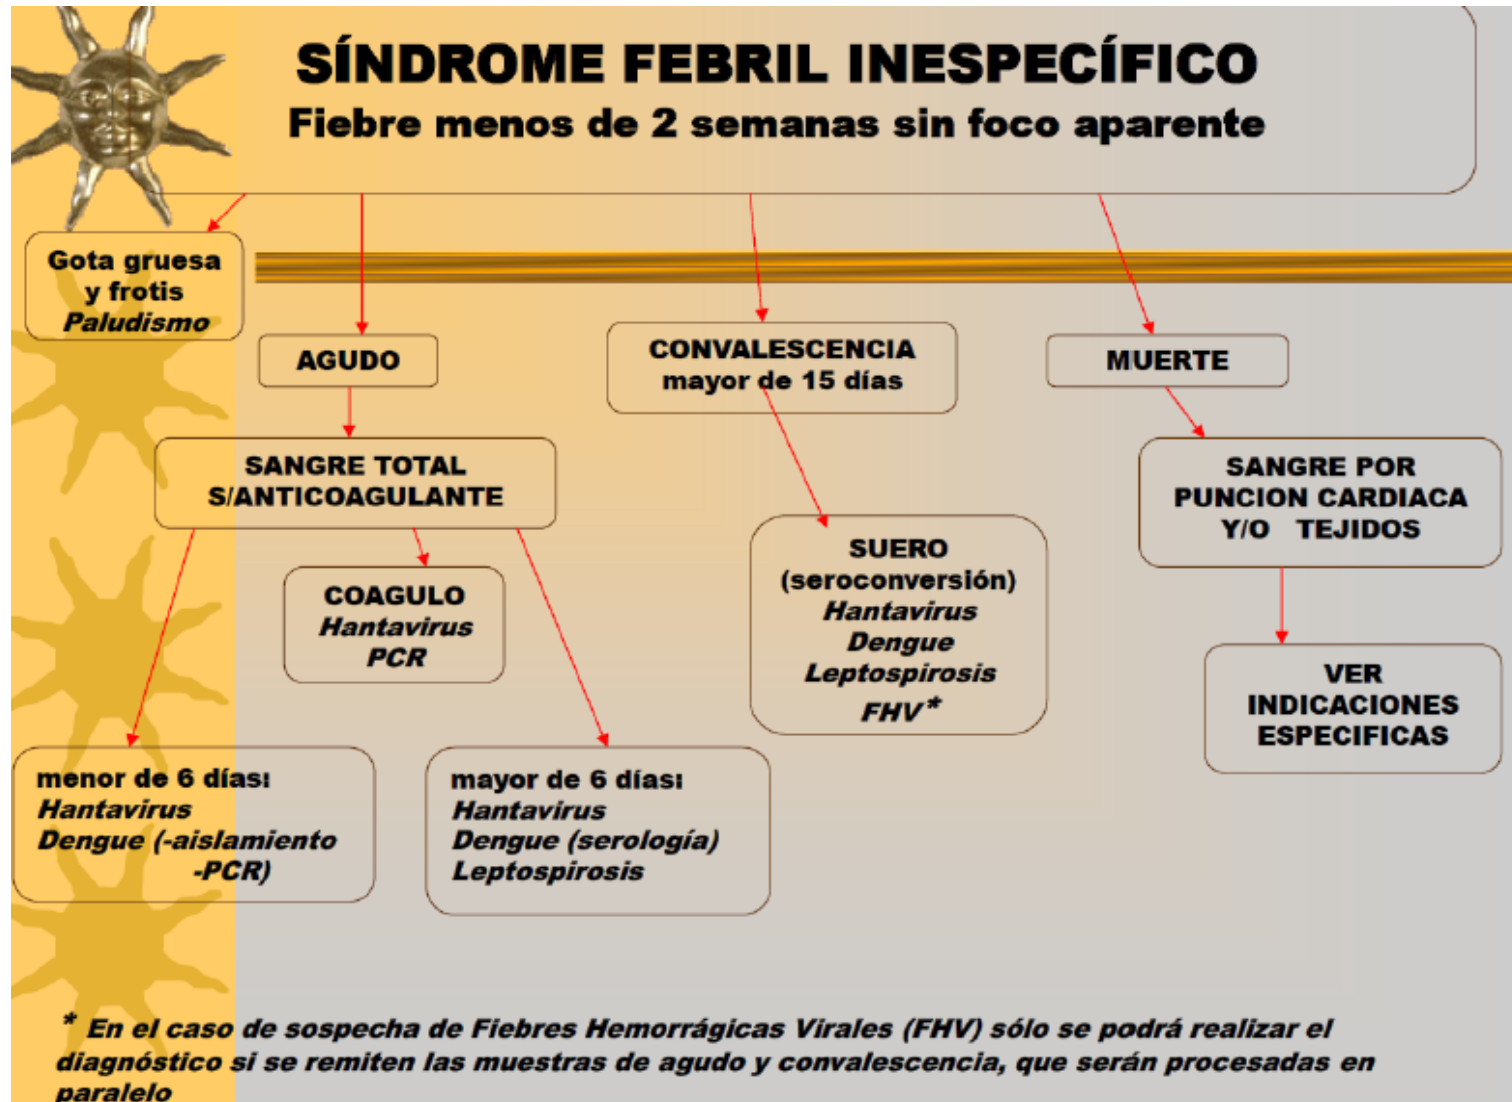 SÍNDROME FEBRIL INESPECÍFICO
Fiebre menos de 2 semanas sin foco aparente
Gota gruesa
y frotis
Paludismo
AGUDO
CONVALESCENCIA
mayor de 15 días
MUERTE
SANGRE TOTAL
S/ANTICOAGULANTE
SANGRE POR
PUNCION CARDIACA
Y/O TEJIDOS
COAGULO
Hantavirus
PCR
SUERO
(seroconversión)
Hantavirus
Dengue
Leptospirosis
FHV*
VER
INDICACIONES
ESPECIFICAS
menor de 6 días:
Hantavirus
Dengue (-aislamiento
-PCR)
mayor de 6 días:
Hantavirus
Dengue (serología)
Leptospirosis
* En el caso de sospecha de Fiebres Hemorrágicas Virales (FHV) sólo se podrá realizar el
diagnóstico si se remiten las muestras de agudo y convalescencia, que serán procesadas en
paralelo